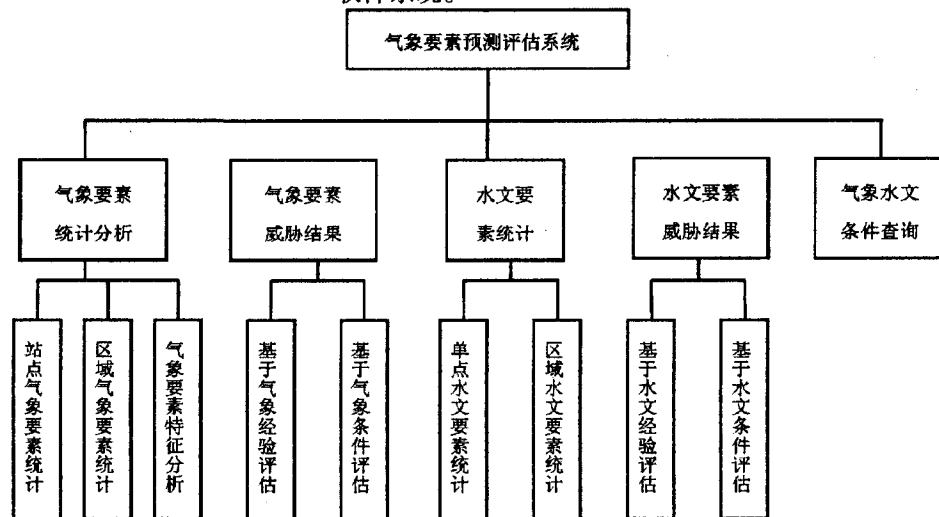 气象要素预测评估系统
气象要素
统计分析
气象要素
威胁结果
水文要
素统计
水文要素
威胁结果
气象水文
条件查询
站点气象要素统计
区域气象要素统计
气象要素特征分析
基于气象经验评估
基于气象条件评估
单点水文要素统计
区域水文要素统计
基于水文经验评估
基于水文条件评估